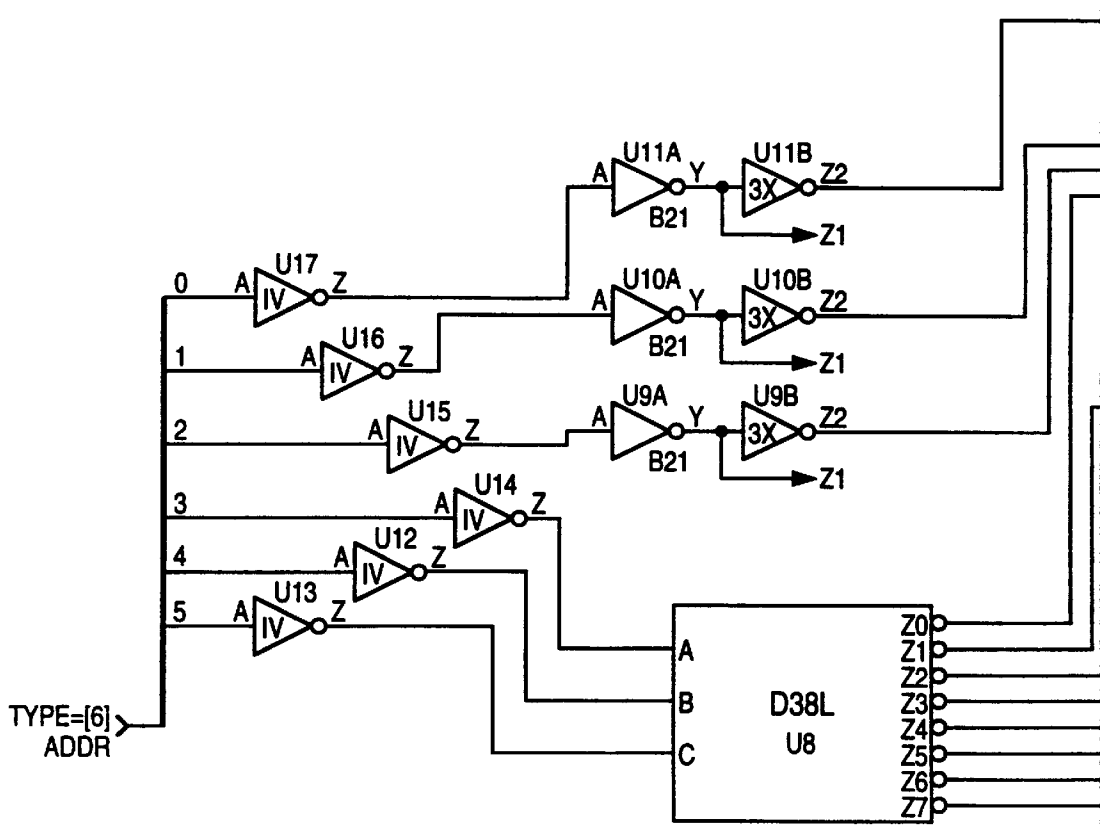 U11A U11B
A Y 3X Z2
B21
Z1
U17
0 A IV Z
U10A U10B
A Y 3X Z2
B21
Z1
U16
1 A IV Z
U9A U9B
A Y 3X Z2
B21
Z1
U15
2 A IV Z
U14
3 A IV Z
U12
4 A IV Z
U13
5 A IV Z
TYPE=[6]
ADDR
A
B
C
D38L
U8
Z0
Z1
Z2
Z3
Z4
Z5
Z6
Z7